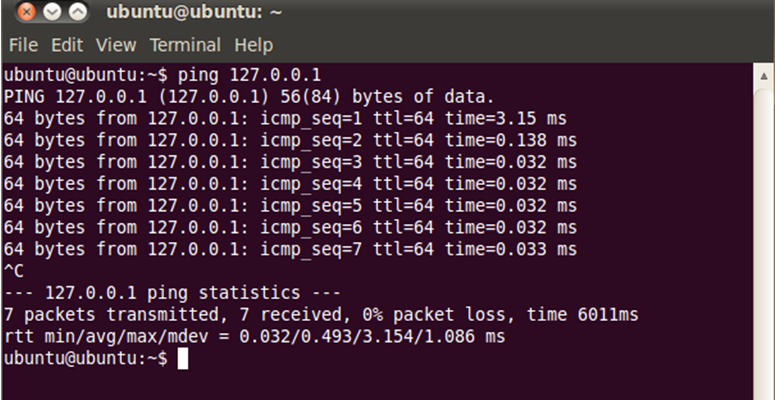 ubuntu@ubuntu: ~
File Edit View Terminal Help
ubuntu@ubuntu:~$ ping 127.0.0.1
PING 127.0.0.1 (127.0.0.1) 56(84) bytes of data.
64 bytes from 127.0.0.1: icmp_seq=1 ttl=64 time=3.15 ms
64 bytes from 127.0.0.1: icmp_seq=2 ttl=64 time=0.138 ms
64 bytes from 127.0.0.1: icmp_seq=3 ttl=64 time=0.032 ms
64 bytes from 127.0.0.1: icmp_seq=4 ttl=64 time=0.032 ms
64 bytes from 127.0.0.1: icmp_seq=5 ttl=64 time=0.032 ms
64 bytes from 127.0.0.1: icmp_seq=6 ttl=64 time=0.032 ms
64 bytes from 127.0.0.1: icmp_seq=7 ttl=64 time=0.033 ms
^C
--- 127.0.0.1 ping statistics ---
7 packets transmitted, 7 received, 0% packet loss, time 6011ms
rtt min/avg/max/mdev = 0.032/0.493/3.154/1.086 ms
ubuntu@ubuntu:~$